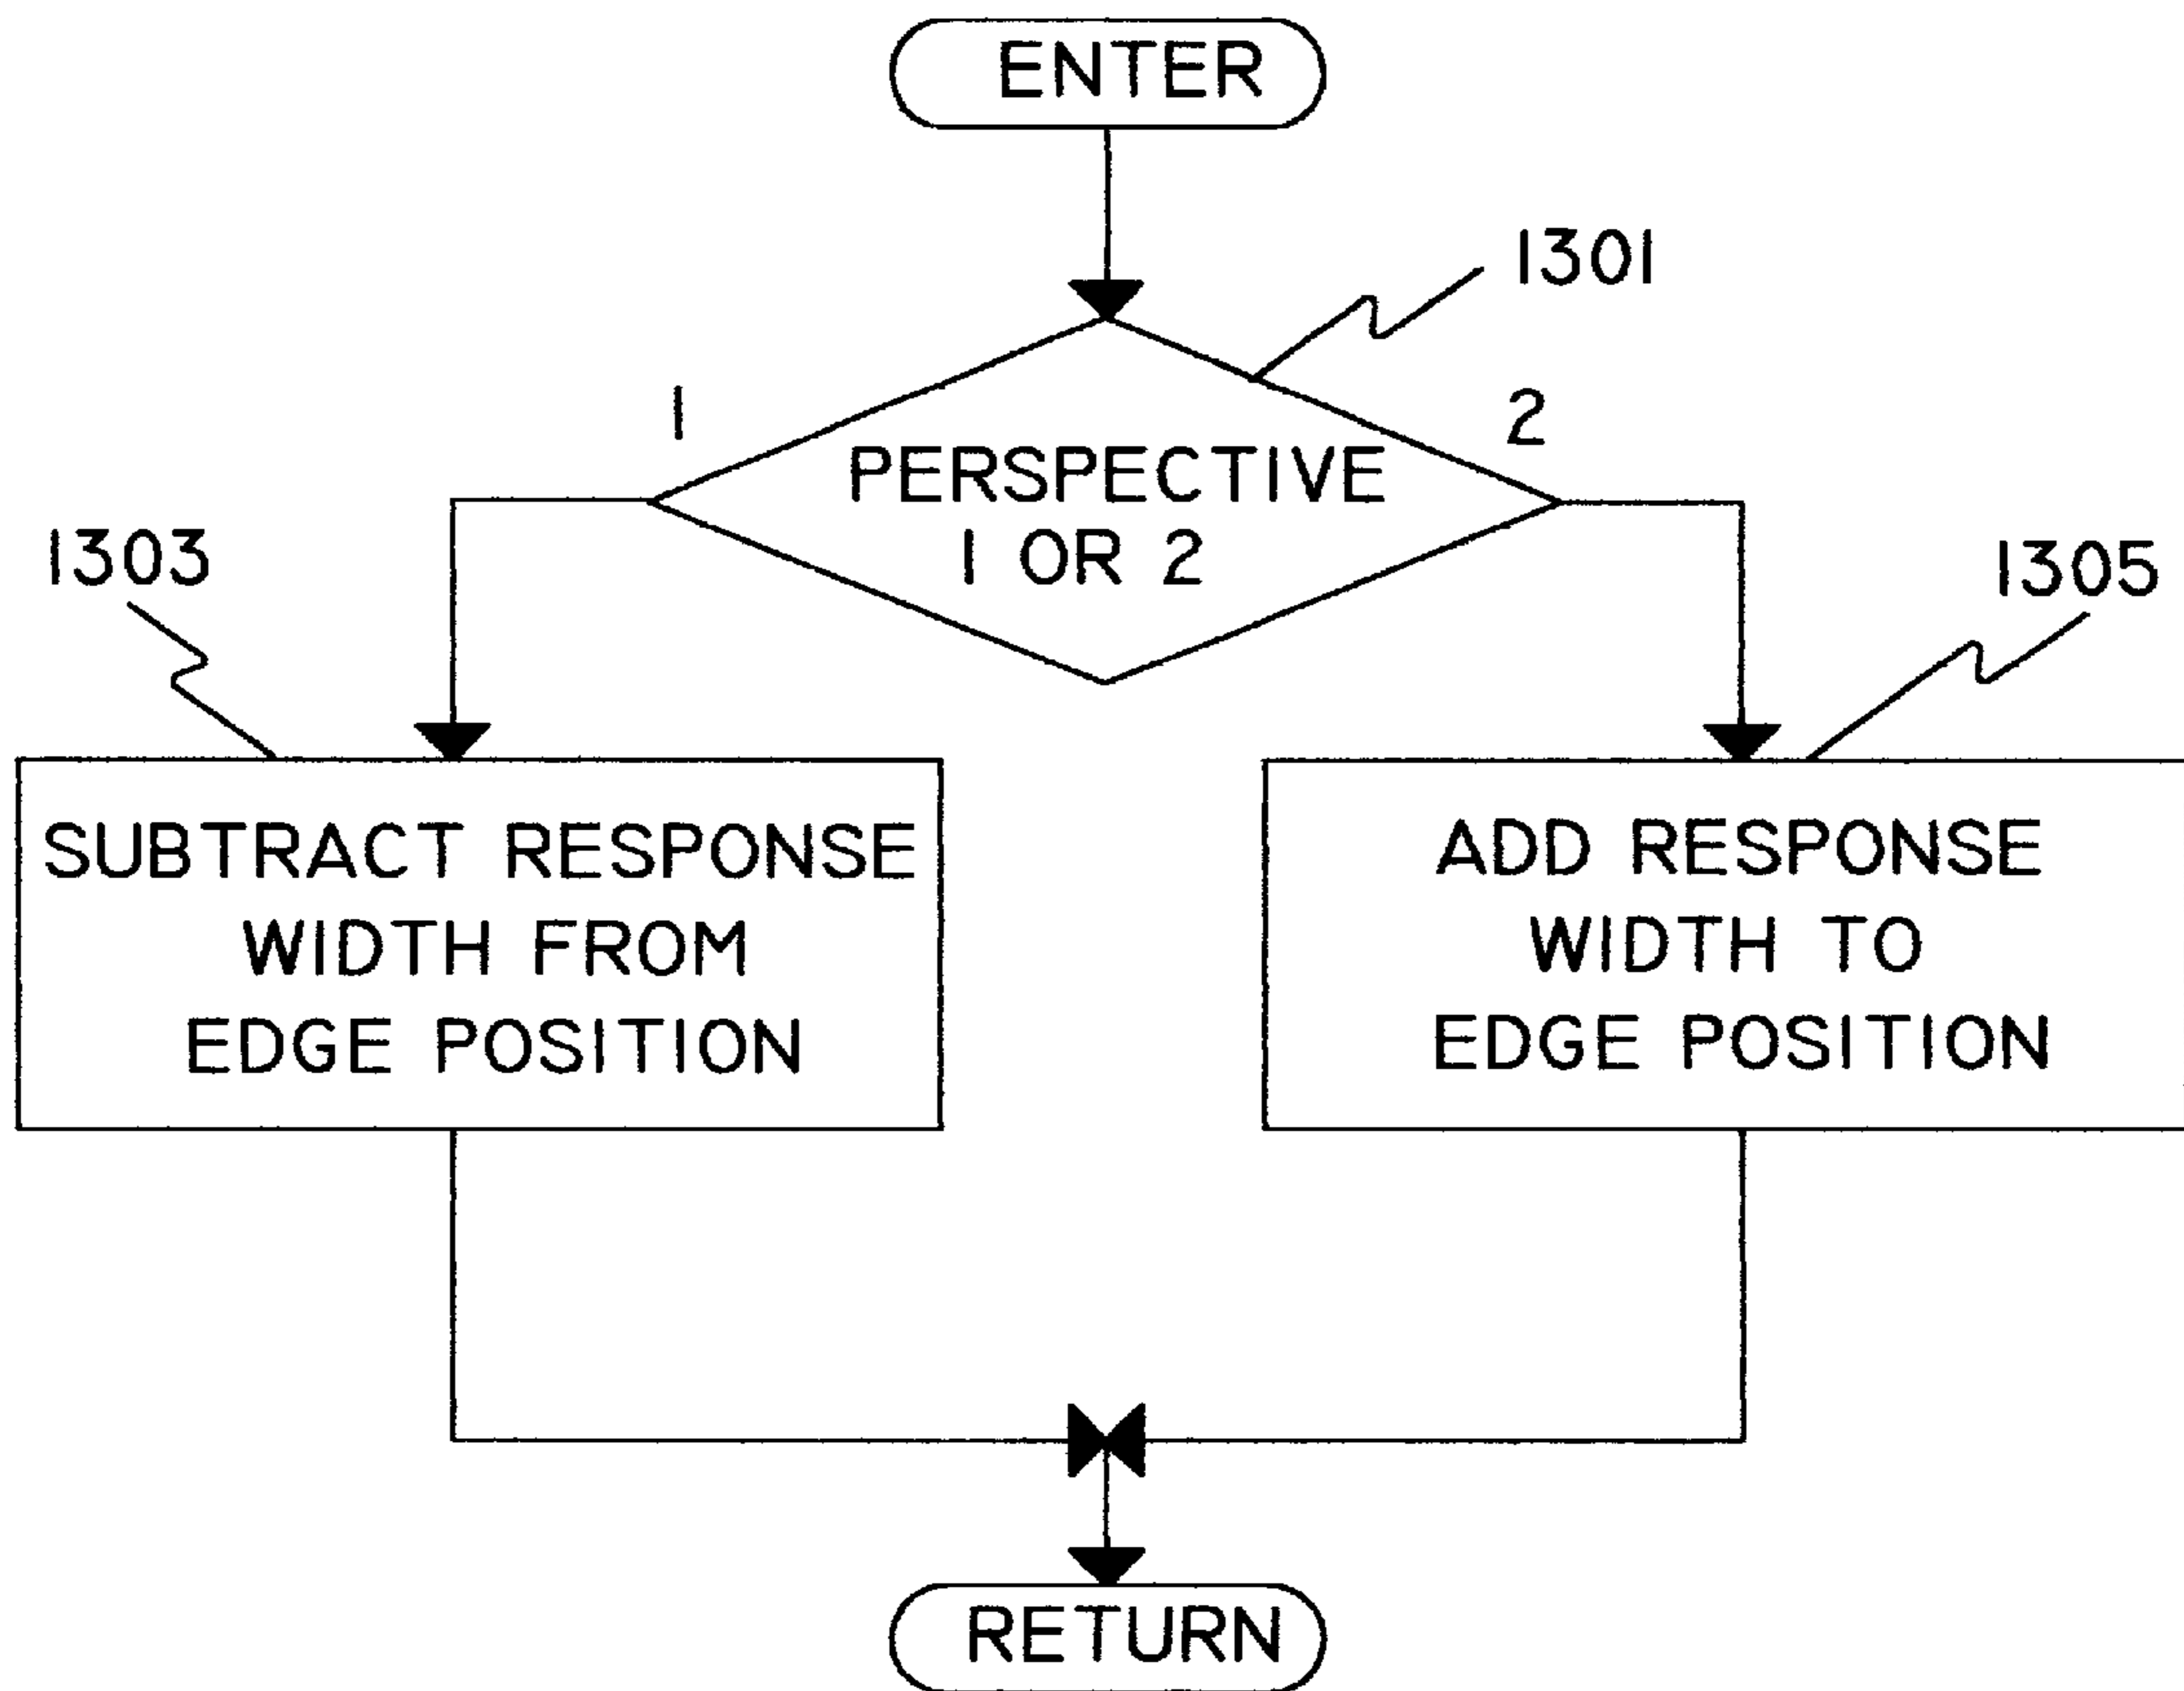 ENTER
1301
1
2
PERSPECTIVE
1 OR 2
1303
1305
SUBTRACT RESPONSE
WIDTH FROM
EDGE POSITION
ADD RESPONSE
WIDTH TO
EDGE POSITION
RETURN